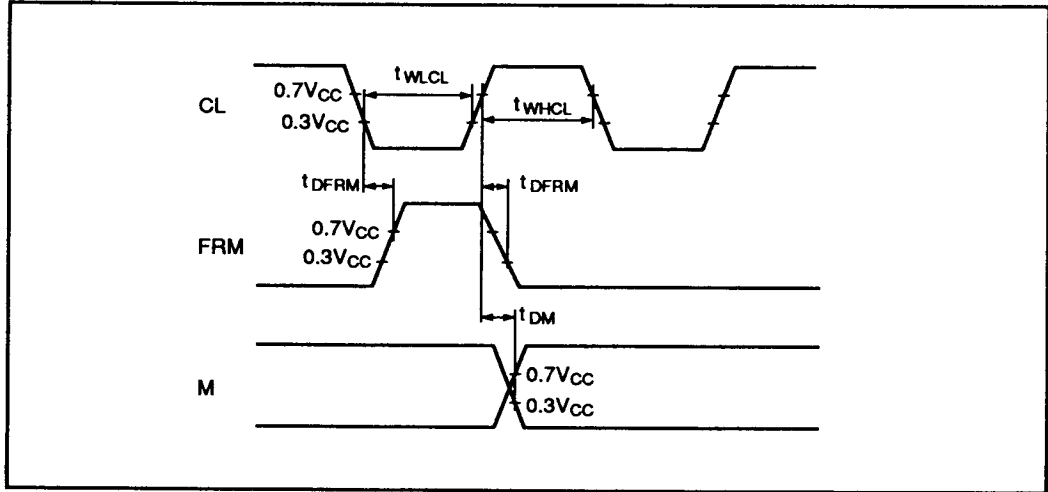 CL
0.7VCC
0.3VCC
tWLCL
tWHCL
tDFRM
tDFRM
FRM
0.7VCC
0.3VCC
tDM
M
0.7VCC
0.3VCC